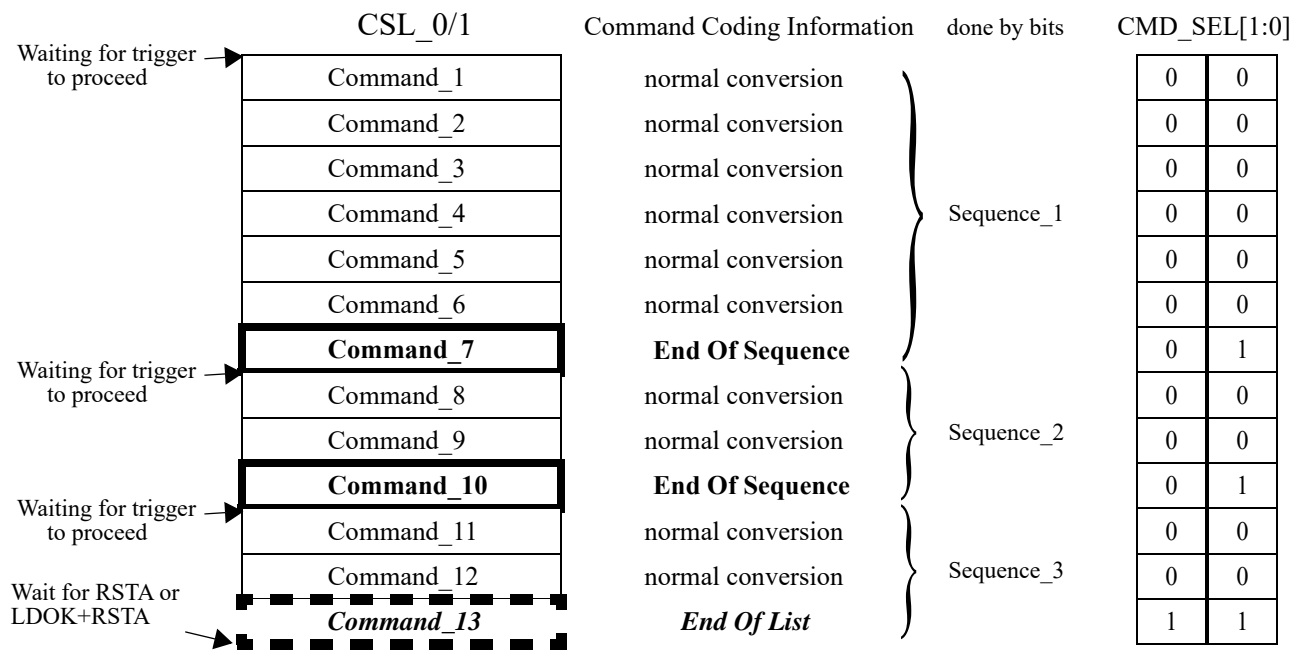 CSL_0/1 Command Coding Information done by bits CMD_SEL[1:0]
Waiting for trigger
to proceed
Command_1 normal conversion 0 0
Command_2 normal conversion 0 0
Command_3 normal conversion 0 0
Command_4 normal conversion Sequence_1 0 0
Command_5 normal conversion 0 0
Command_6 normal conversion 0 0
Command_7 End Of Sequence 0 1
Waiting for trigger
to proceed
Command_8 normal conversion 0 0
Command_9 normal conversion Sequence_2 0 0
Command_10 End Of Sequence 0 1
Waiting for trigger
to proceed
Command_11 normal conversion 0 0
Command_12 normal conversion Sequence_3 0 0
Wait for RSTA or
LDOK+RSTA
Command_13 End Of List 1 1